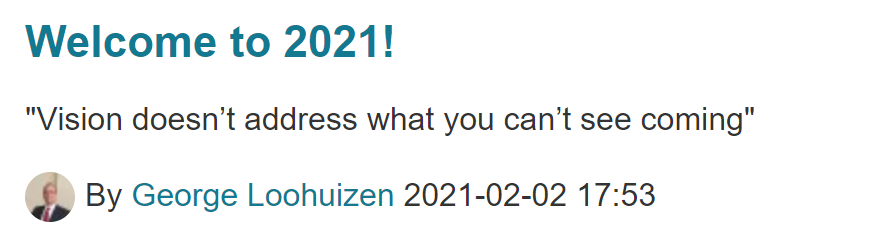 Welcome to 2021!
"Vision doesn’t address what you can’t see coming"
By George Loohuizen 2021-02-02 17:53